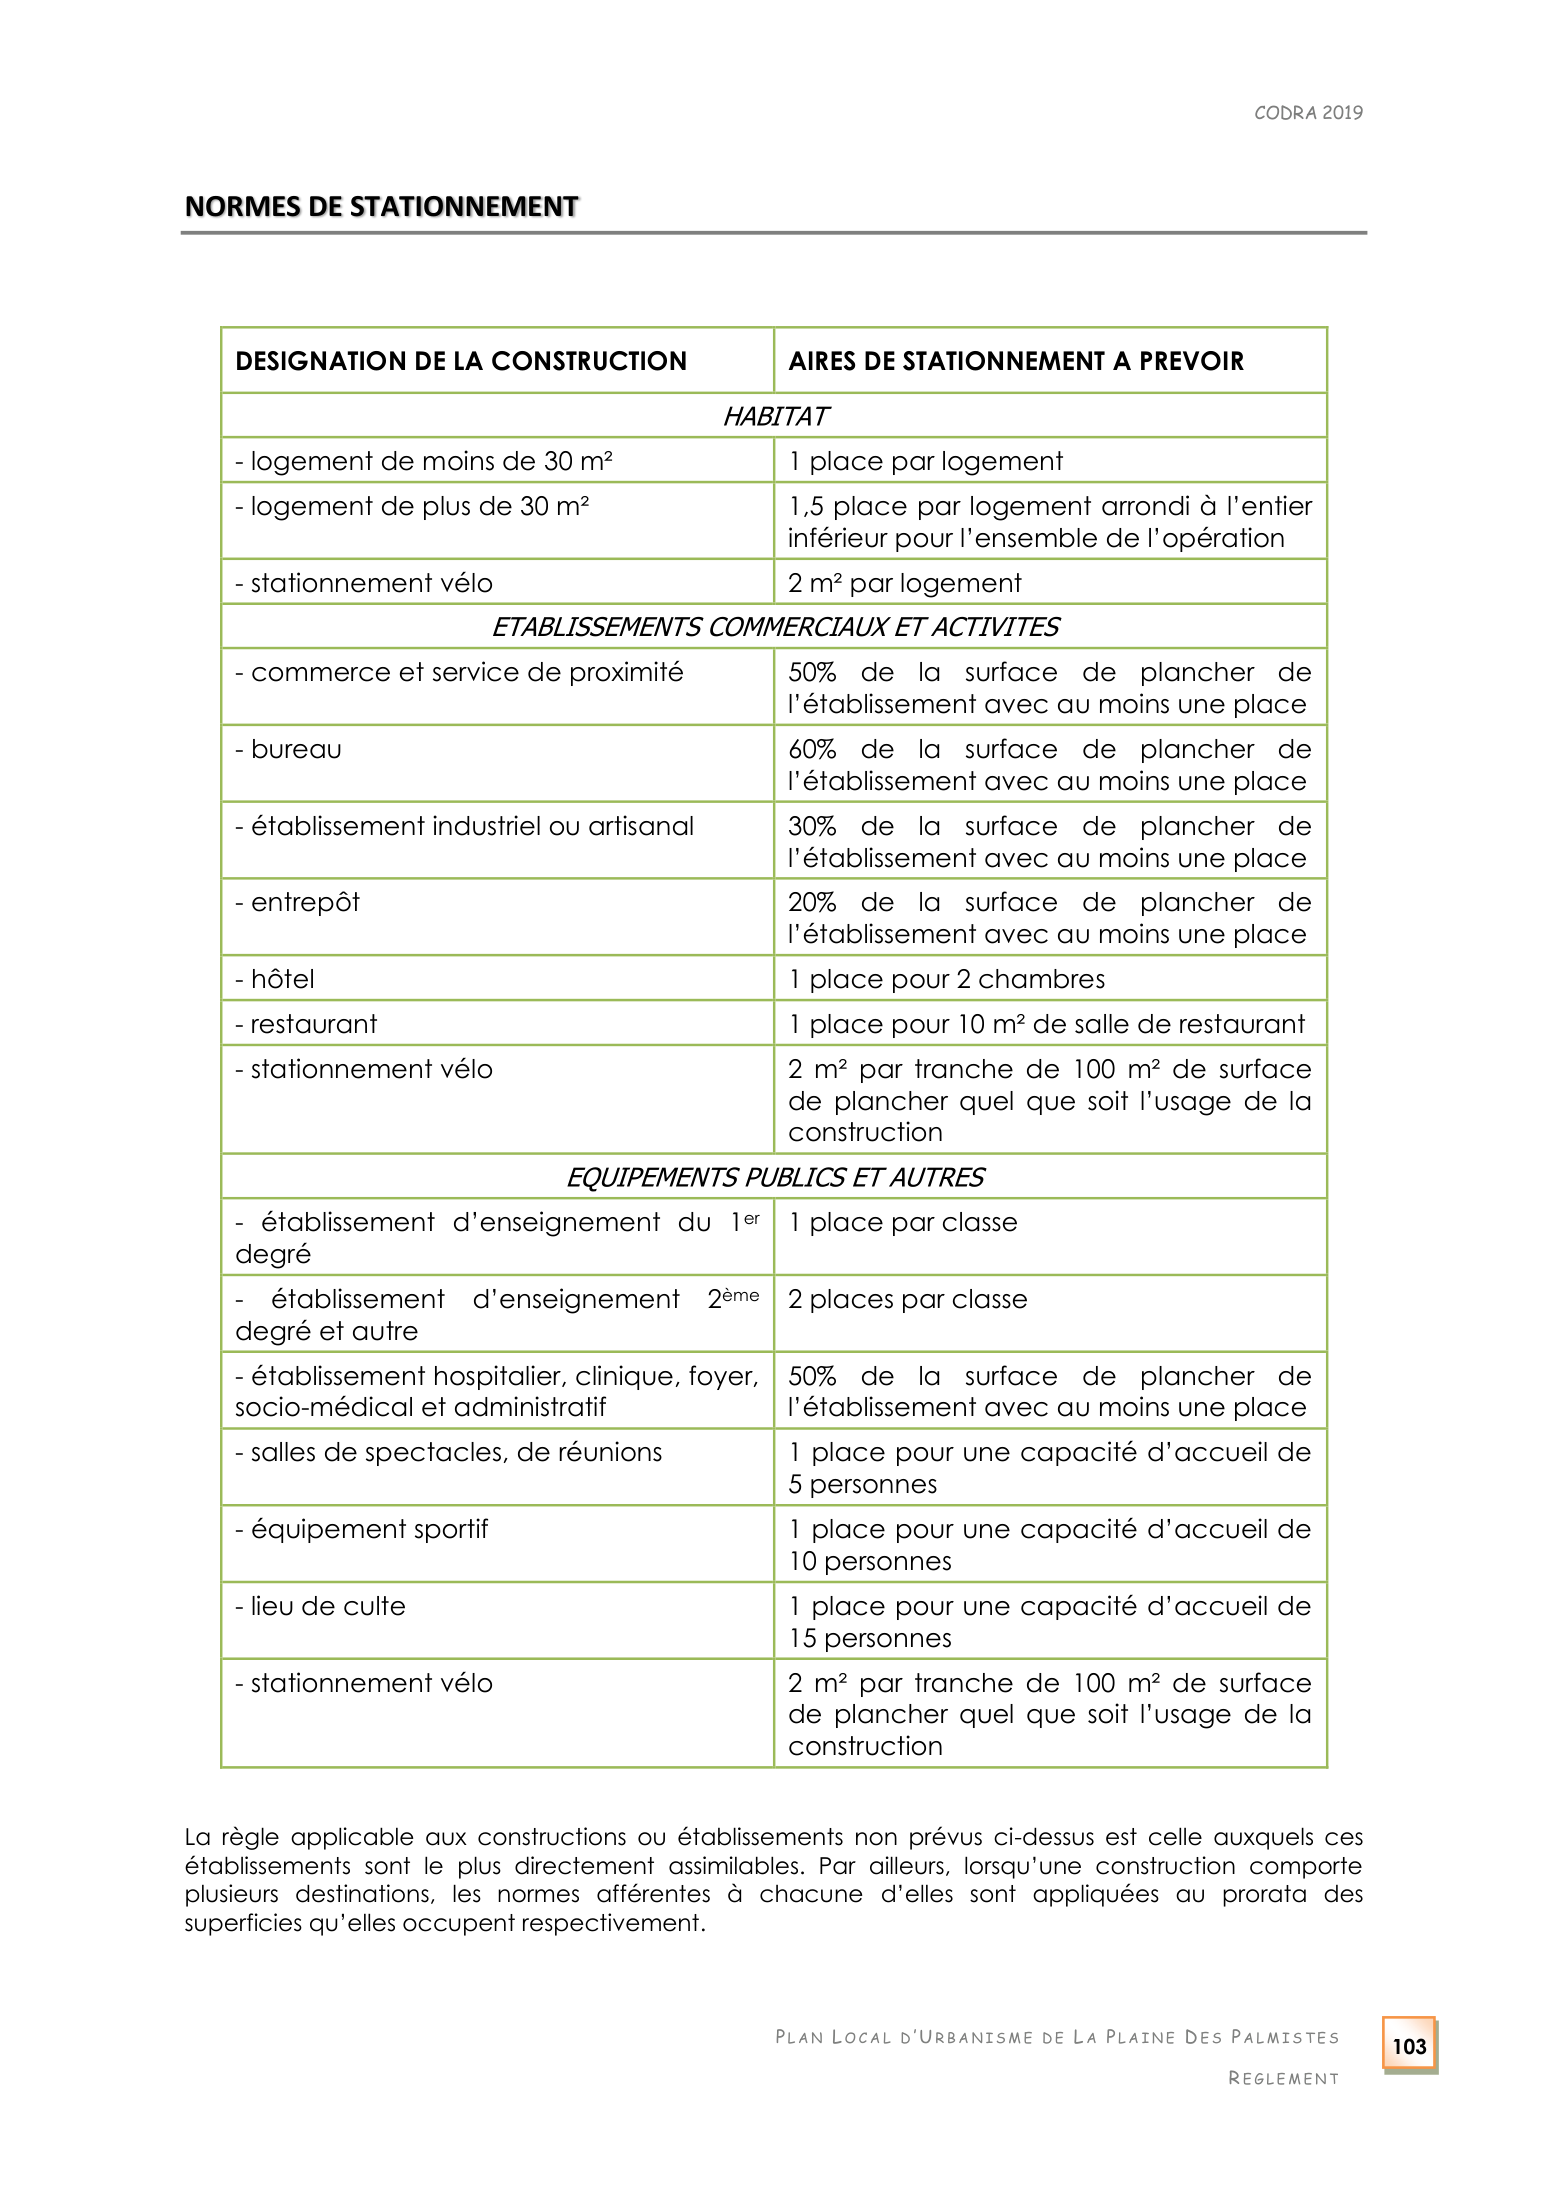 CODRA 2019
NORMES DE STATIONNEMENT
DESIGNATION DE LA CONSTRUCTION
AIRES DE STATIONNEMENT A PREVOIR
HABITAT
- logement de moins de 30 m²
1 place par logement
- logement de plus de 30 m²
1,5 place par logement arrondi à l’entier
inférieur pour l’ensemble de l’opération
- stationnement vélo
2 m² par logement
ETABLISSEMENTS COMMERCIAUX ET ACTIVITES
- commerce et service de proximité
50% de la surface de plancher de
l’établissement avec au moins une place
- bureau
60% de la surface de plancher de
l’établissement avec au moins une place
- établissement industriel ou artisanal
30% de la surface de plancher de
l’établissement avec au moins une place
- entrepôt
20% de la surface de plancher de
l’établissement avec au moins une place
- hôtel
1 place pour 2 chambres
- restaurant
1 place pour 10 m² de salle de restaurant
- stationnement vélo
2 m² par tranche de 100 m² de surface
de plancher quel que soit l’usage de la
construction
EQUIPEMENTS PUBLICS ET AUTRES
- établissement d’enseignement du 1er
degré
1 place par classe
- établissement d’enseignement 2ème
degré et autre
2 places par classe
- établissement hospitalier, clinique, foyer,
socio-médical et administratif
50% de la surface de plancher de
l’établissement avec au moins une place
- salles de spectacles, de réunions
1 place pour une capacité d’accueil de
5 personnes
- équipement sportif
1 place pour une capacité d’accueil de
10 personnes
- lieu de culte
1 place pour une capacité d’accueil de
15 personnes
- stationnement vélo
2 m² par tranche de 100 m² de surface
de plancher quel que soit l’usage de la
construction
La règle applicable aux constructions ou établissements non prévus ci-dessus est celle auxquels ces
établissements sont le plus directement assimilables. Par ailleurs, lorsqu’une construction comporte
plusieurs destinations, les normes afférentes à chacune d’elles sont appliquées au prorata des
superficies qu’elles occupent respectivement.
PLAN LOCAL D’URBANISME DE LA PLAINE DES PALMISTES
103
REGLEMENT